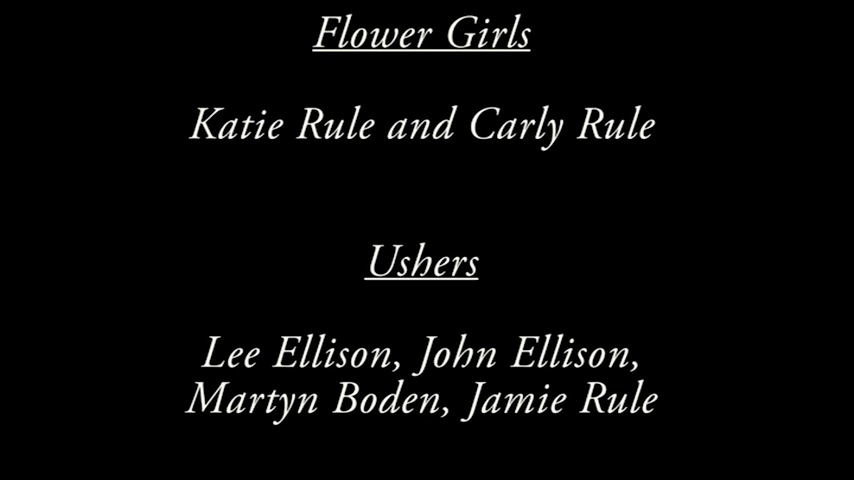 Flower Girls
Katie Rule and Carly Rule
Ushers
Lee Ellison, John Ellison,
Martyn Boden, Jamie Rule